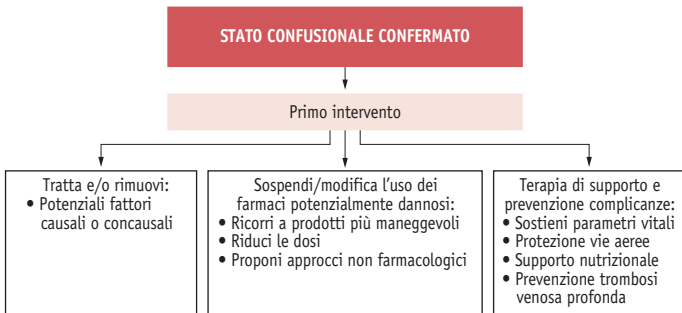 STATO CONFUSIONALE CONFERMATO
Primo intervento
Tratta e/o rimuovi:
• Potenziali fattori
causali o concausali
Sospendi/modifica l'uso dei
farmaci potenzialmente dannosi:
• Ricorri a prodotti più maneggevoli
• Riduci le dosi
• Proponi approcci non farmacologici
Terapia di supporto e
prevenzione complicanze:
• Sostieni parametri vitali
• Protezione vie aeree
• Supporto nutrizionale
• Prevenzione trombosi
venosa profonda